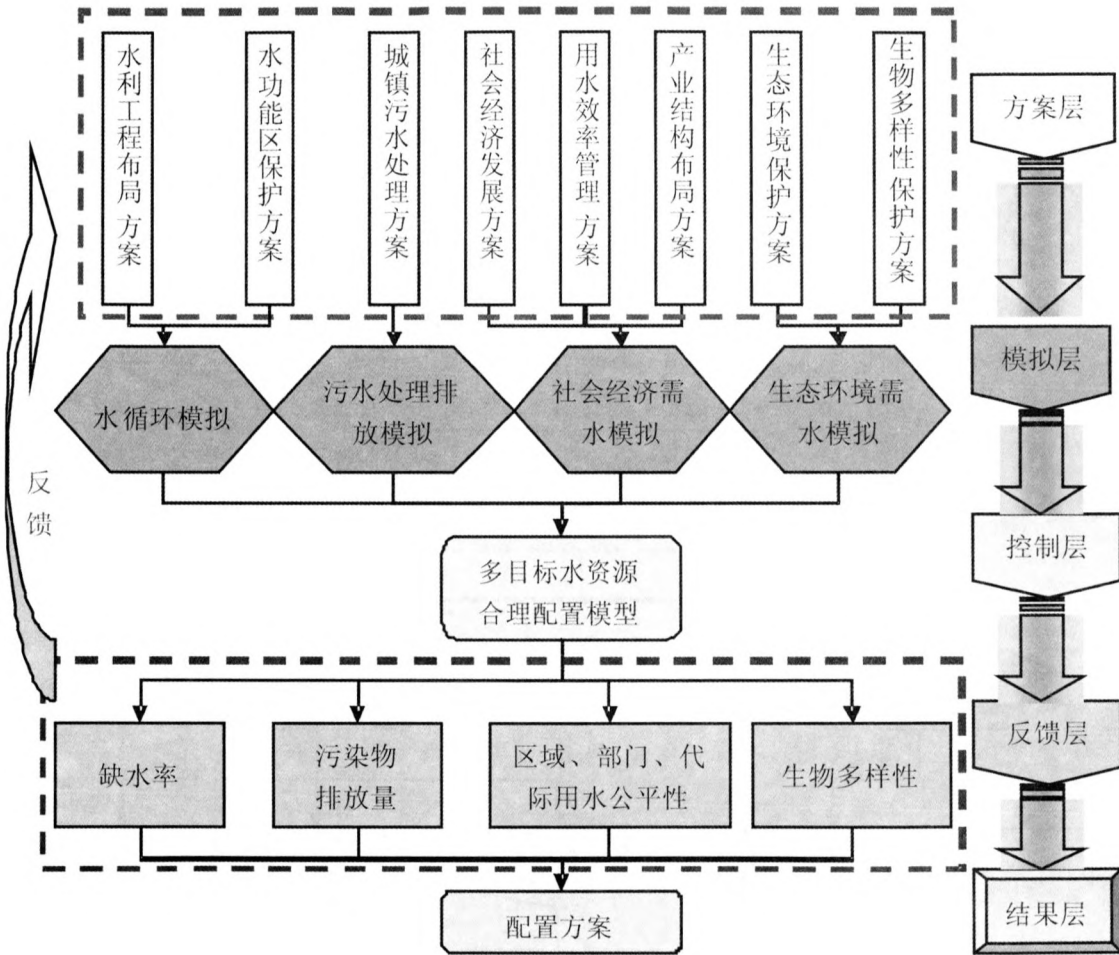 水利工程布局 方案
水功能区保护方案
城镇污水处理方案
社会经济发展方案
用水效率管理 方案
产业结构布局方案
生态环境保护方案
生物多样性 保护方案
方案层
水循环模拟
污水处理排
放模拟
社会经济需
水模拟
生态环境需
水模拟
模拟层
反
馈
多目标水资源
合理配置模型
控制层
缺水率
污染物
排放量
区域、部门、代
际用水公平性
生物多样性
反馈层
配置方案
结果层